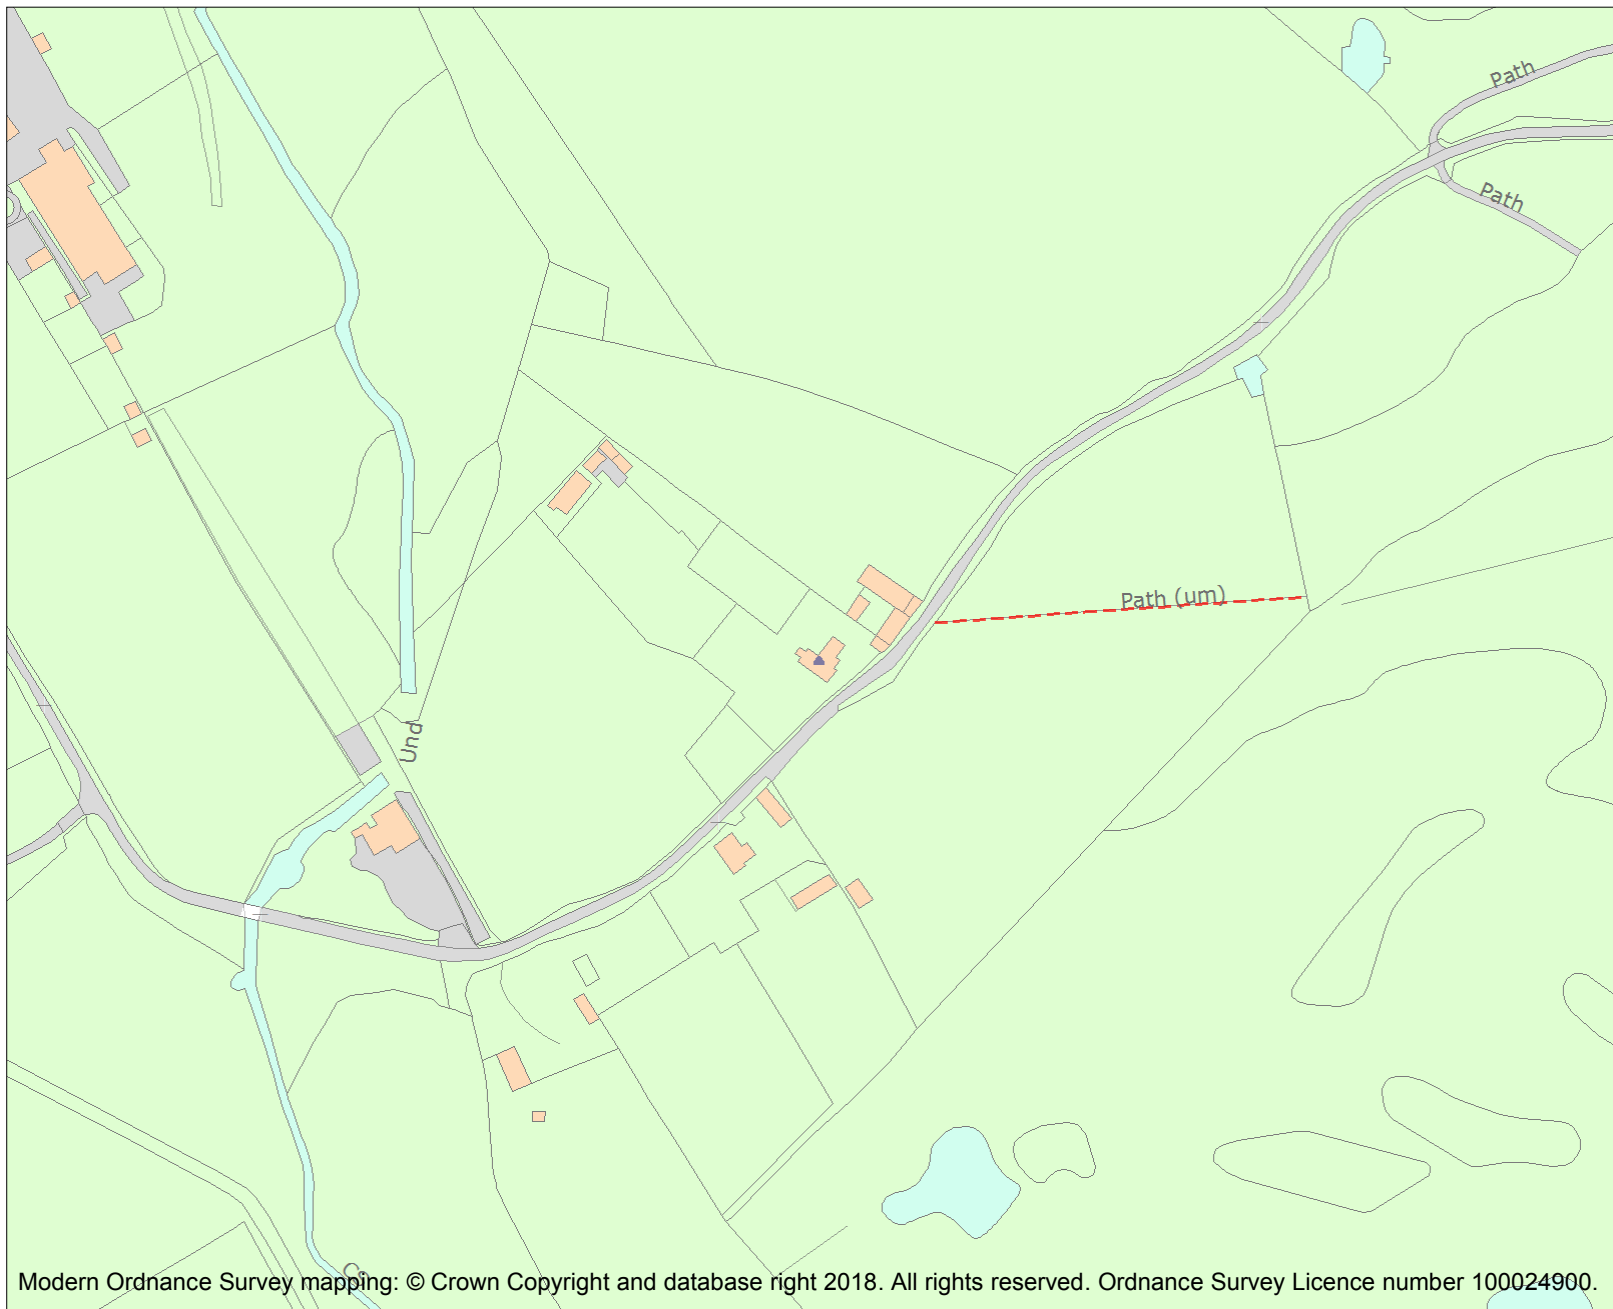 Path
Path
Path (um)
Und
Co
Modern Ordnance Survey mapping: © Crown Copyright and database right 2018. All rights reserved. Ordnance Survey Licence number 100024900.